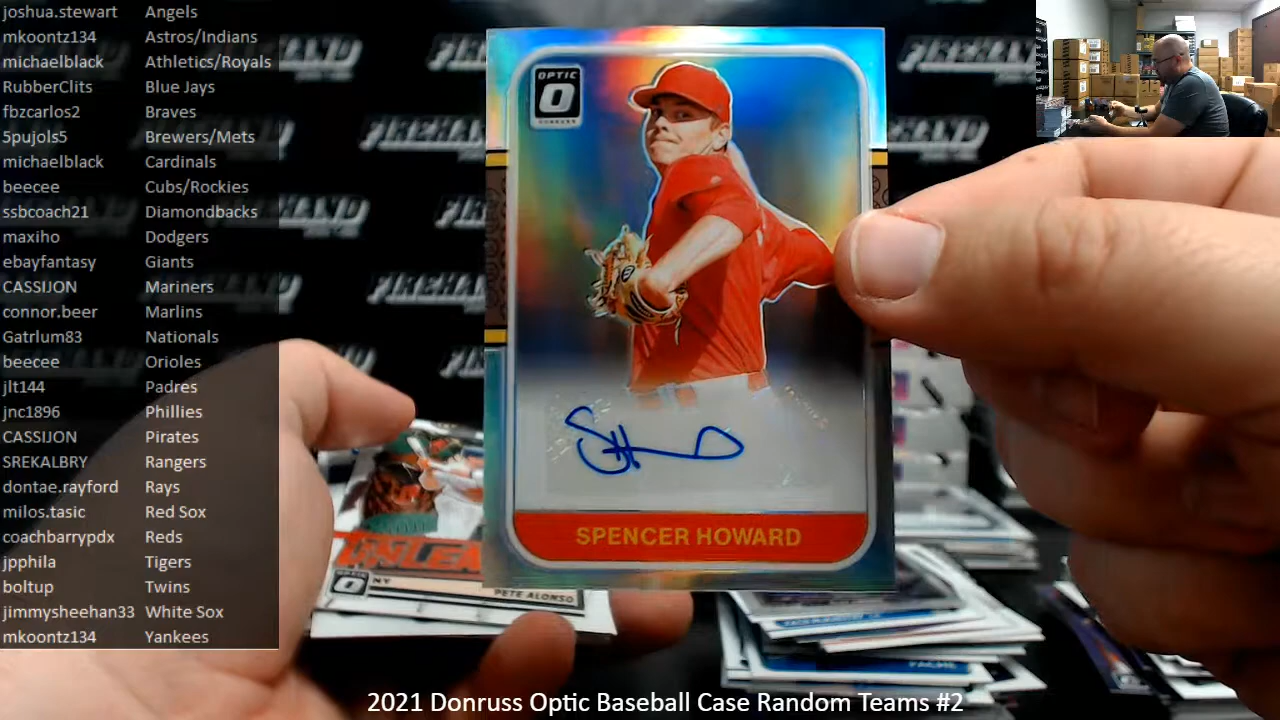 joshua.stewart Angels
mkoontz134 Astros/Indians
michaelblack Athletics/Royals
RubberClits Blue Jays
fbzcarlos2 Braves
5pujols5 Brewers/Mets
michaelblack Cardinals
beecee Cubs/Rockies
ssbcoach21 Diamondbacks
maxiho Dodgers
ebayfantasy Giants
CASSIJON Mariners
connor.beer Marlins
Gatrlum83 Nationals
beecee Orioles
jlt144 Padres
jnc1896 Phillies
CASSIJON Pirates
SREKALBRY Rangers
dontae.rayford Rays
milos.tasic Red Sox
coachbarrypdx Reds
jpphila Tigers
boltup Twins
jimmysheehan33 White Sox
mkoontz134 Yankees
OPTIC
O
DONRUSS
SPENCER HOWARD
FIREHAND
OPTIC
NY
PETE ALONSO
2021 Donruss Optic Baseball Case Random Teams #2